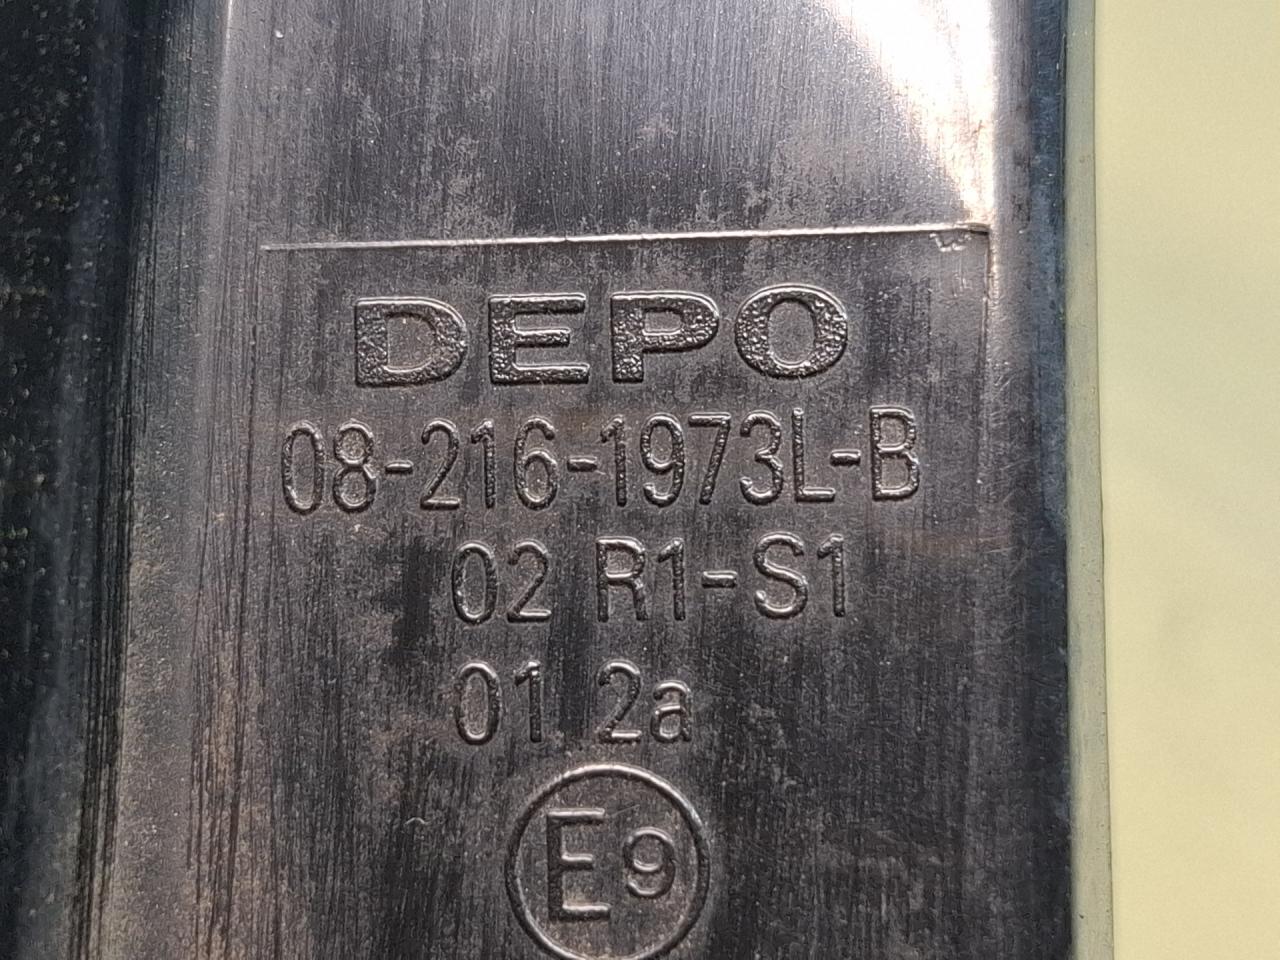 DEPO
08-216-1973L-B
02 R1-S1
01 2a
E9